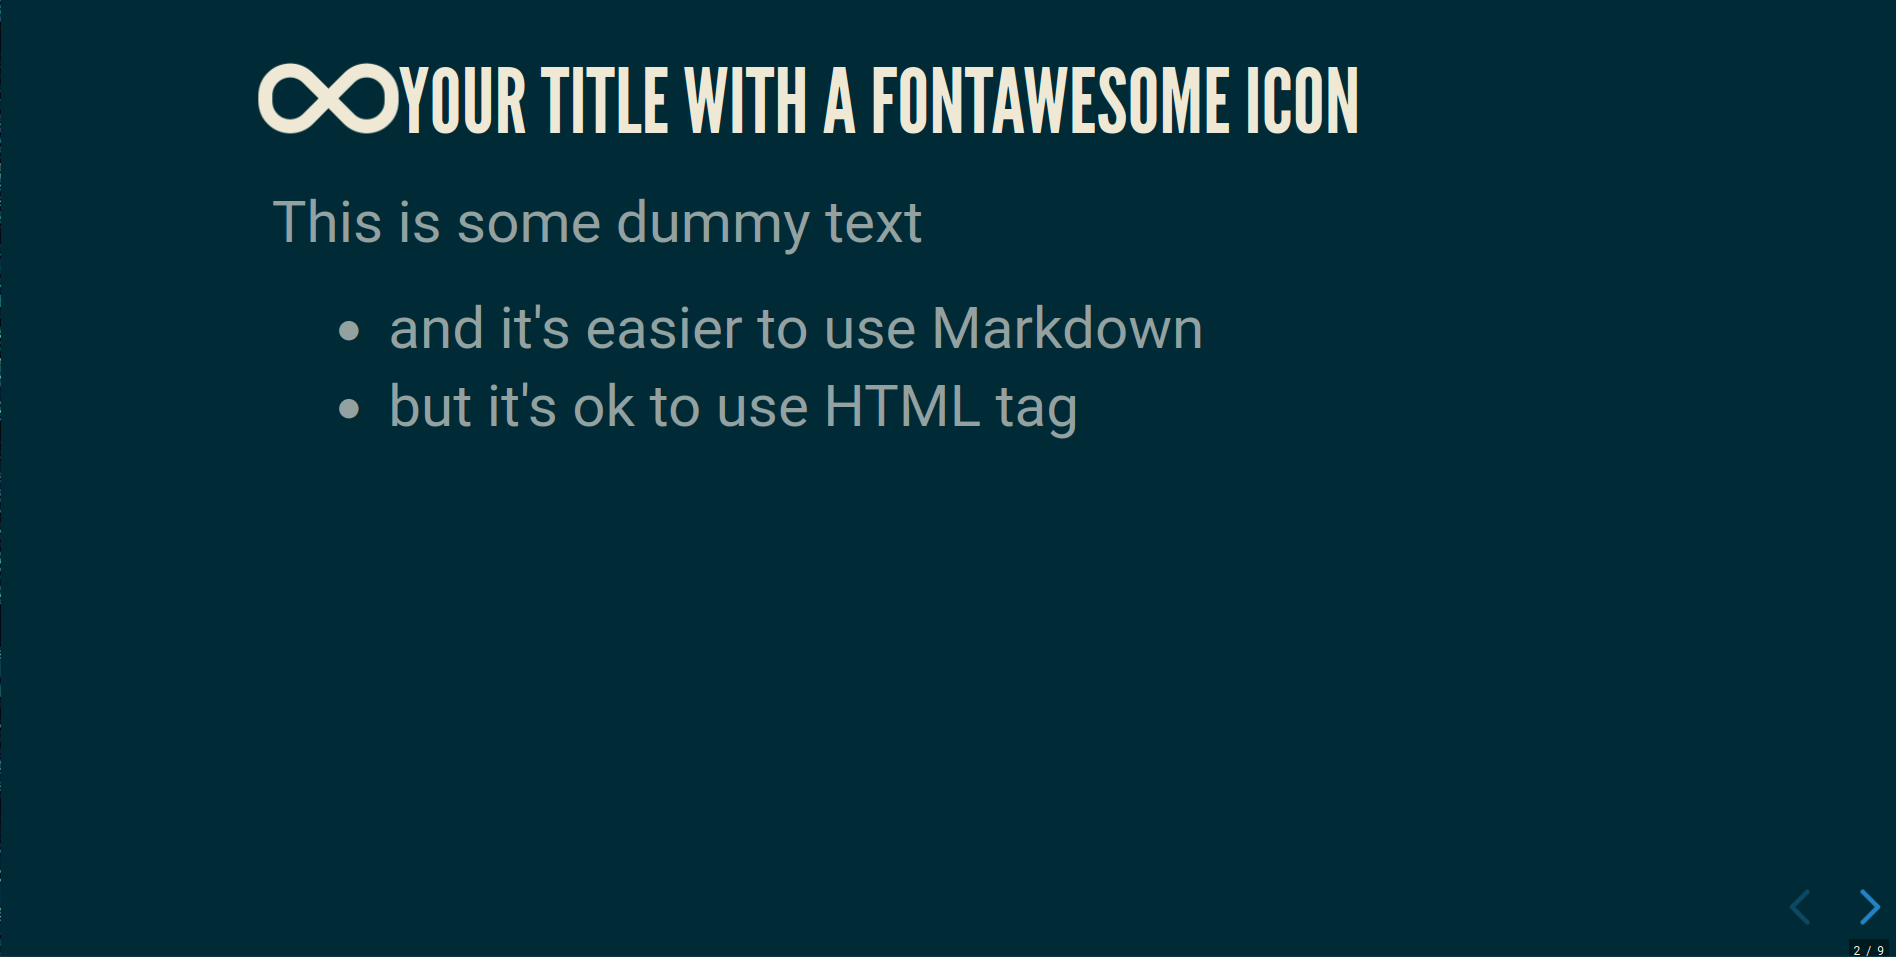 YOUR TITLE WITH A FONTAWESOME ICON
This is some dummy text
and it's easier to use Markdown
but it's ok to use HTML tag
2 / 9